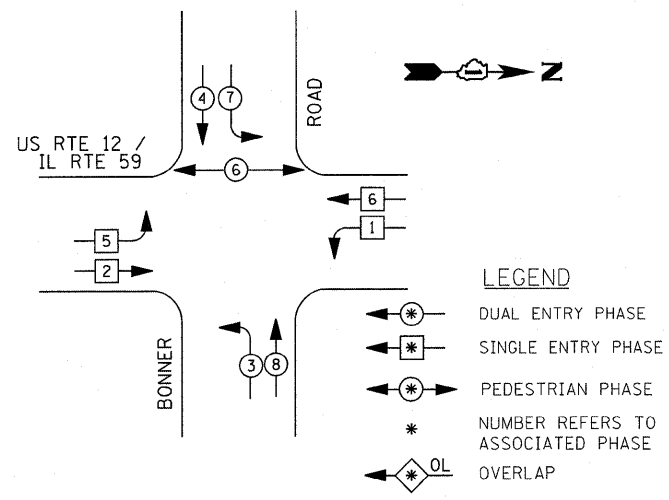 4 7
ROAD
N
US RTE 12 /
IL RTE 59
6
6
1
5
2
LEGEND
* DUAL ENTRY PHASE
* SINGLE ENTRY PHASE
3 8
BONNER
* PEDESTRIAN PHASE
* NUMBER REFERS TO
ASSOCIATED PHASE
* OL OVERLAP